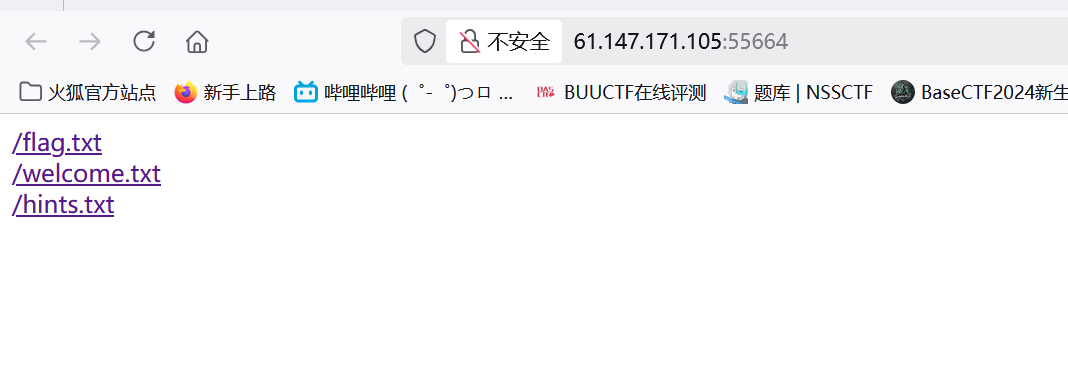 不安全 61.147.171.105:55664
火狐官方站点 新手上路 哔哩哔哩 ( ゜- ゜)つロ ... BUUCTF在线评测 题库 | NSSCTF BaseCTF2024新生
/flag.txt
/welcome.txt
/hints.txt